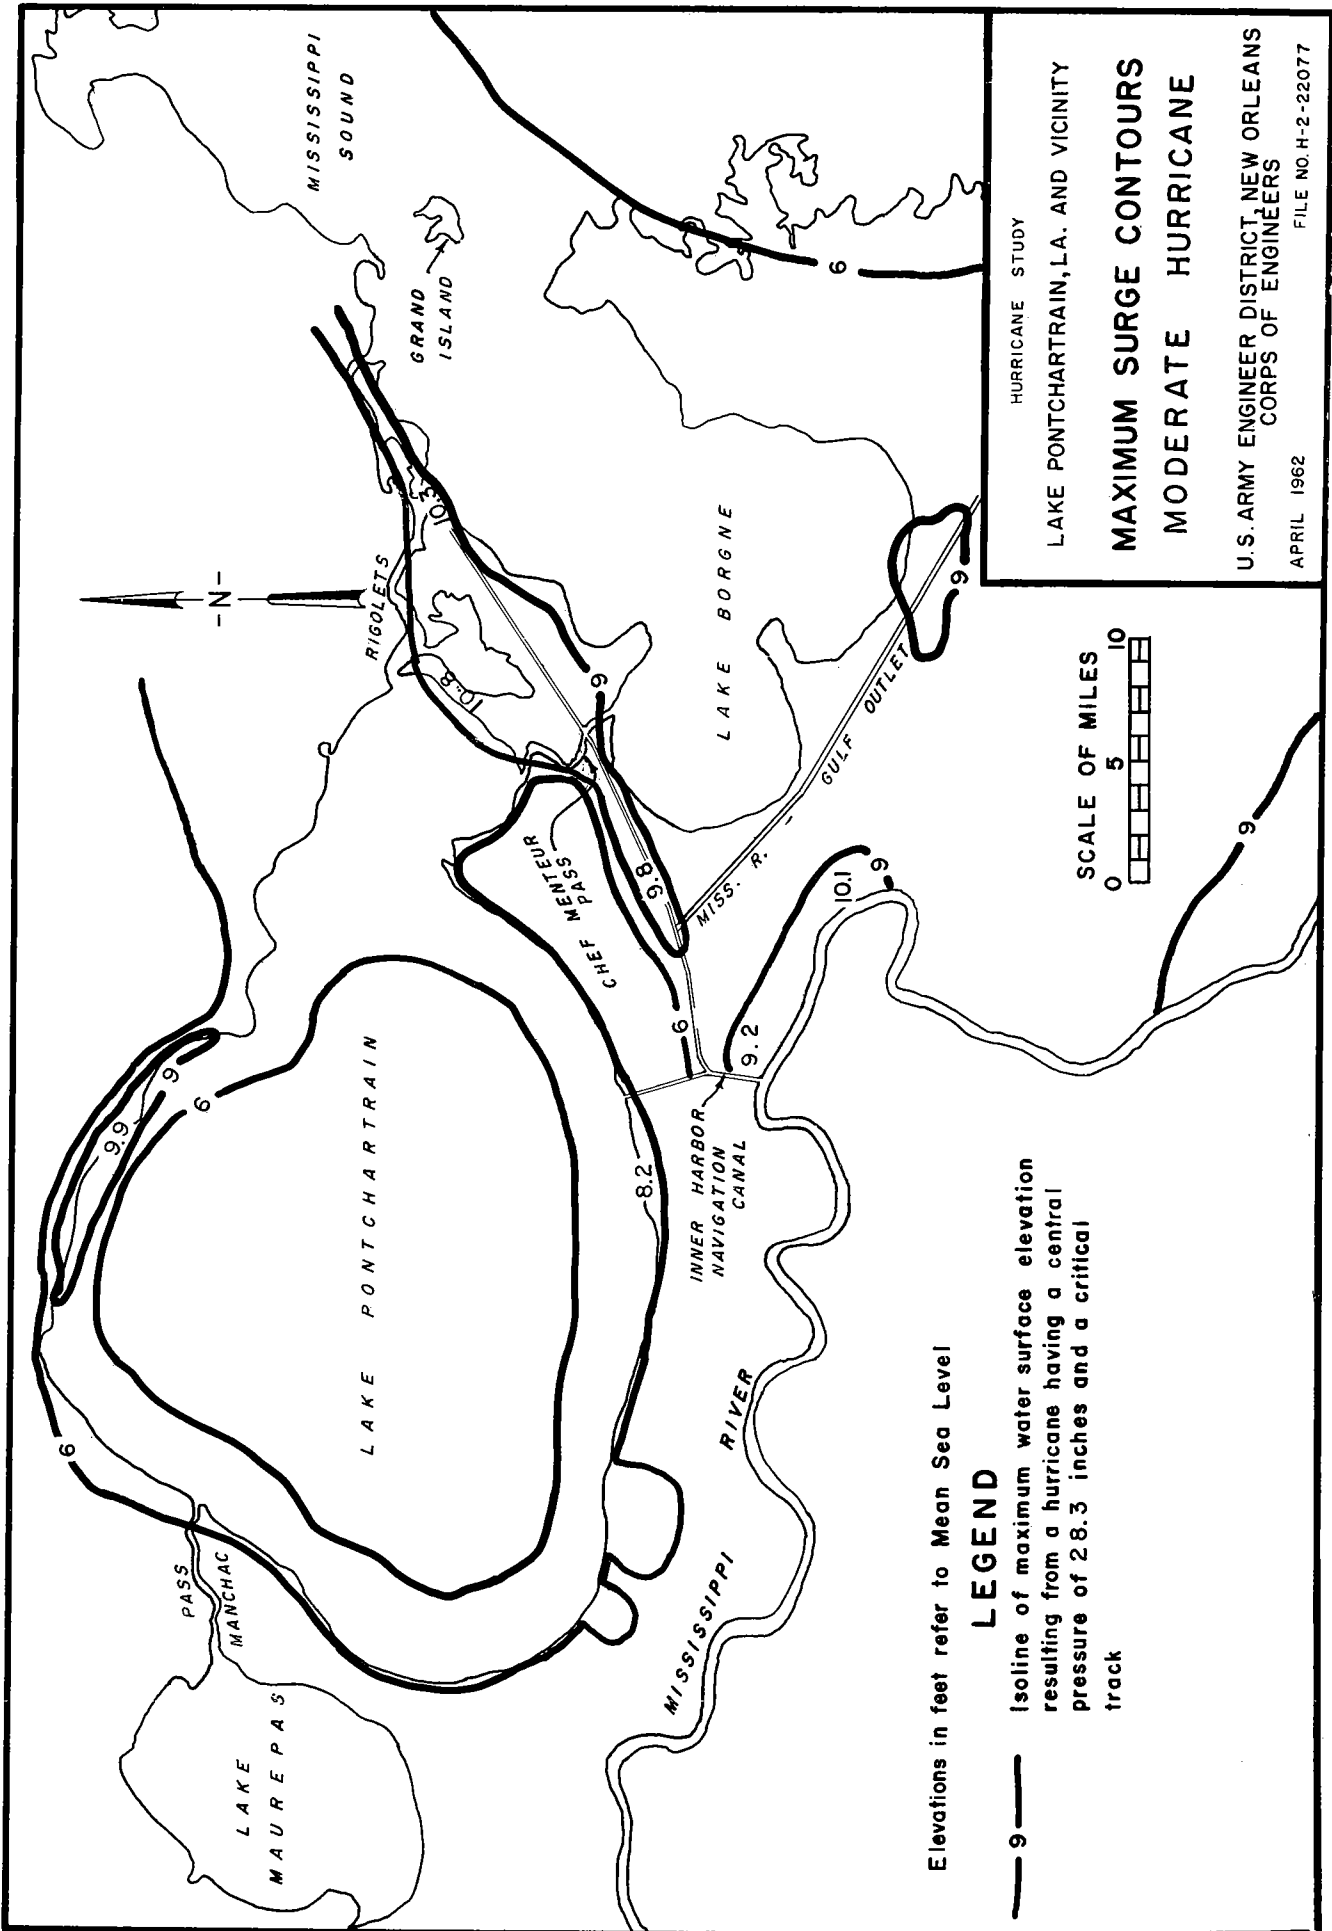 MISSISSIPPI
SOUND
GRAND
ISLAND
-N-
RIGOLETS
10.3
10.8
LAKE BORGNE
9
9
CHEF MENTEUR
PASS
9.8
MISS. R. - GULF OUTLET
10.1
9
9.2
6
9.9
9
6
LAKE PONTCHARTRAIN
8.2
INNER HARBOR
NAVIGATION
CANAL
6
PASS
MANCHAC
LAKE
MAUREPAS
MISSISSIPPI RIVER
Elevations in feet refer to Mean Sea Level
LEGEND
9
Isoline of maximum water surface elevation
resulting from a hurricane having a central
pressure of 28.3 inches and a critical
track
SCALE OF MILES
0 5 10
HURRICANE STUDY
LAKE PONTCHARTRAIN, LA. AND VICINITY
MAXIMUM SURGE CONTOURS
MODERATE HURRICANE
U.S. ARMY ENGINEER DISTRICT, NEW ORLEANS
CORPS OF ENGINEERS
APRIL 1962 FILE NO. H-2-22077